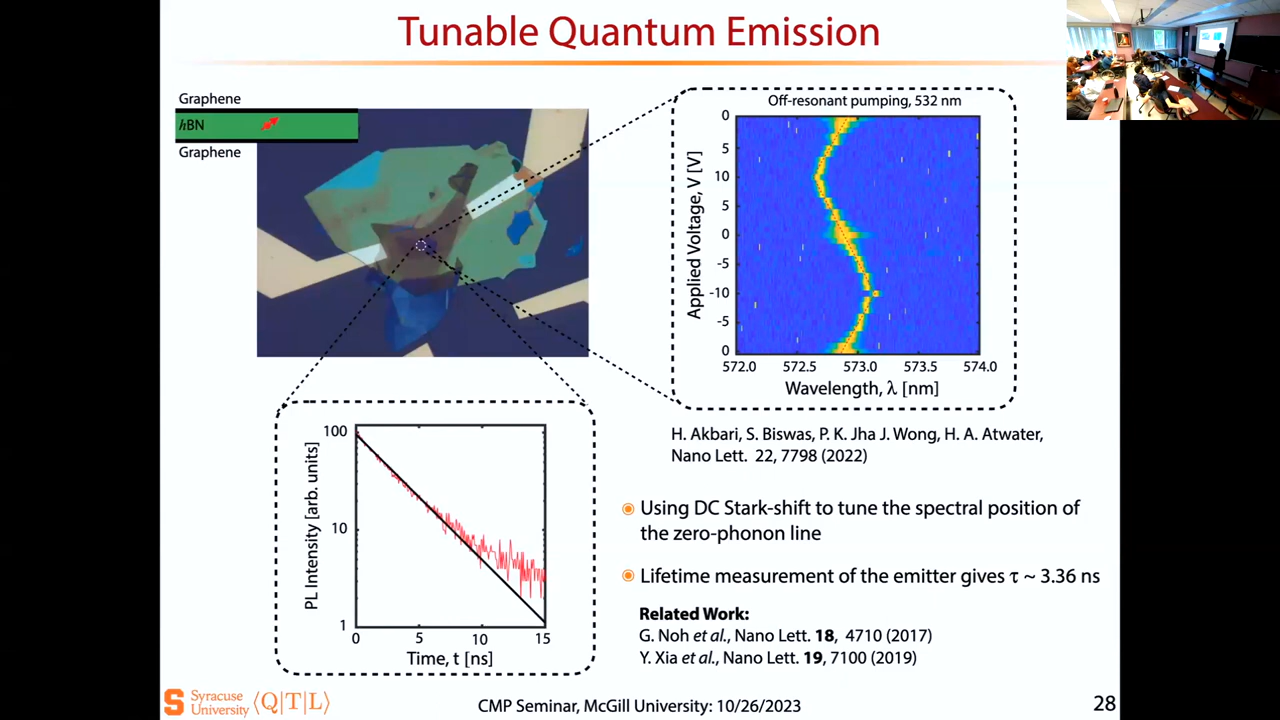 Tunable Quantum Emission
Graphene
hBN
Graphene
Off-resonant pumping, 532 nm
Applied Voltage, V [V]
0
5
10
5
0
-5
-10
-5
0
572.0 572.5 573.0 573.5 574.0
Wavelength, λ [nm]
H. Akbari, S. Biswas, P. K. Jha J. Wong, H. A. Atwater,
Nano Lett. 22, 7798 (2022)
PL Intensity [arb. units]
100
10
1
0 5 10 15
Time, t [ns]
Using DC Stark-shift to tune the spectral position of
the zero-phonon line
Lifetime measurement of the emitter gives τ ~ 3.36 ns
Related Work:
G. Noh et al., Nano Lett. 18, 4710 (2017)
Y. Xia et al., Nano Lett. 19, 7100 (2019)
S Syracuse
University
⟨Q|T|L⟩
CMP Seminar, McGill University: 10/26/2023
28